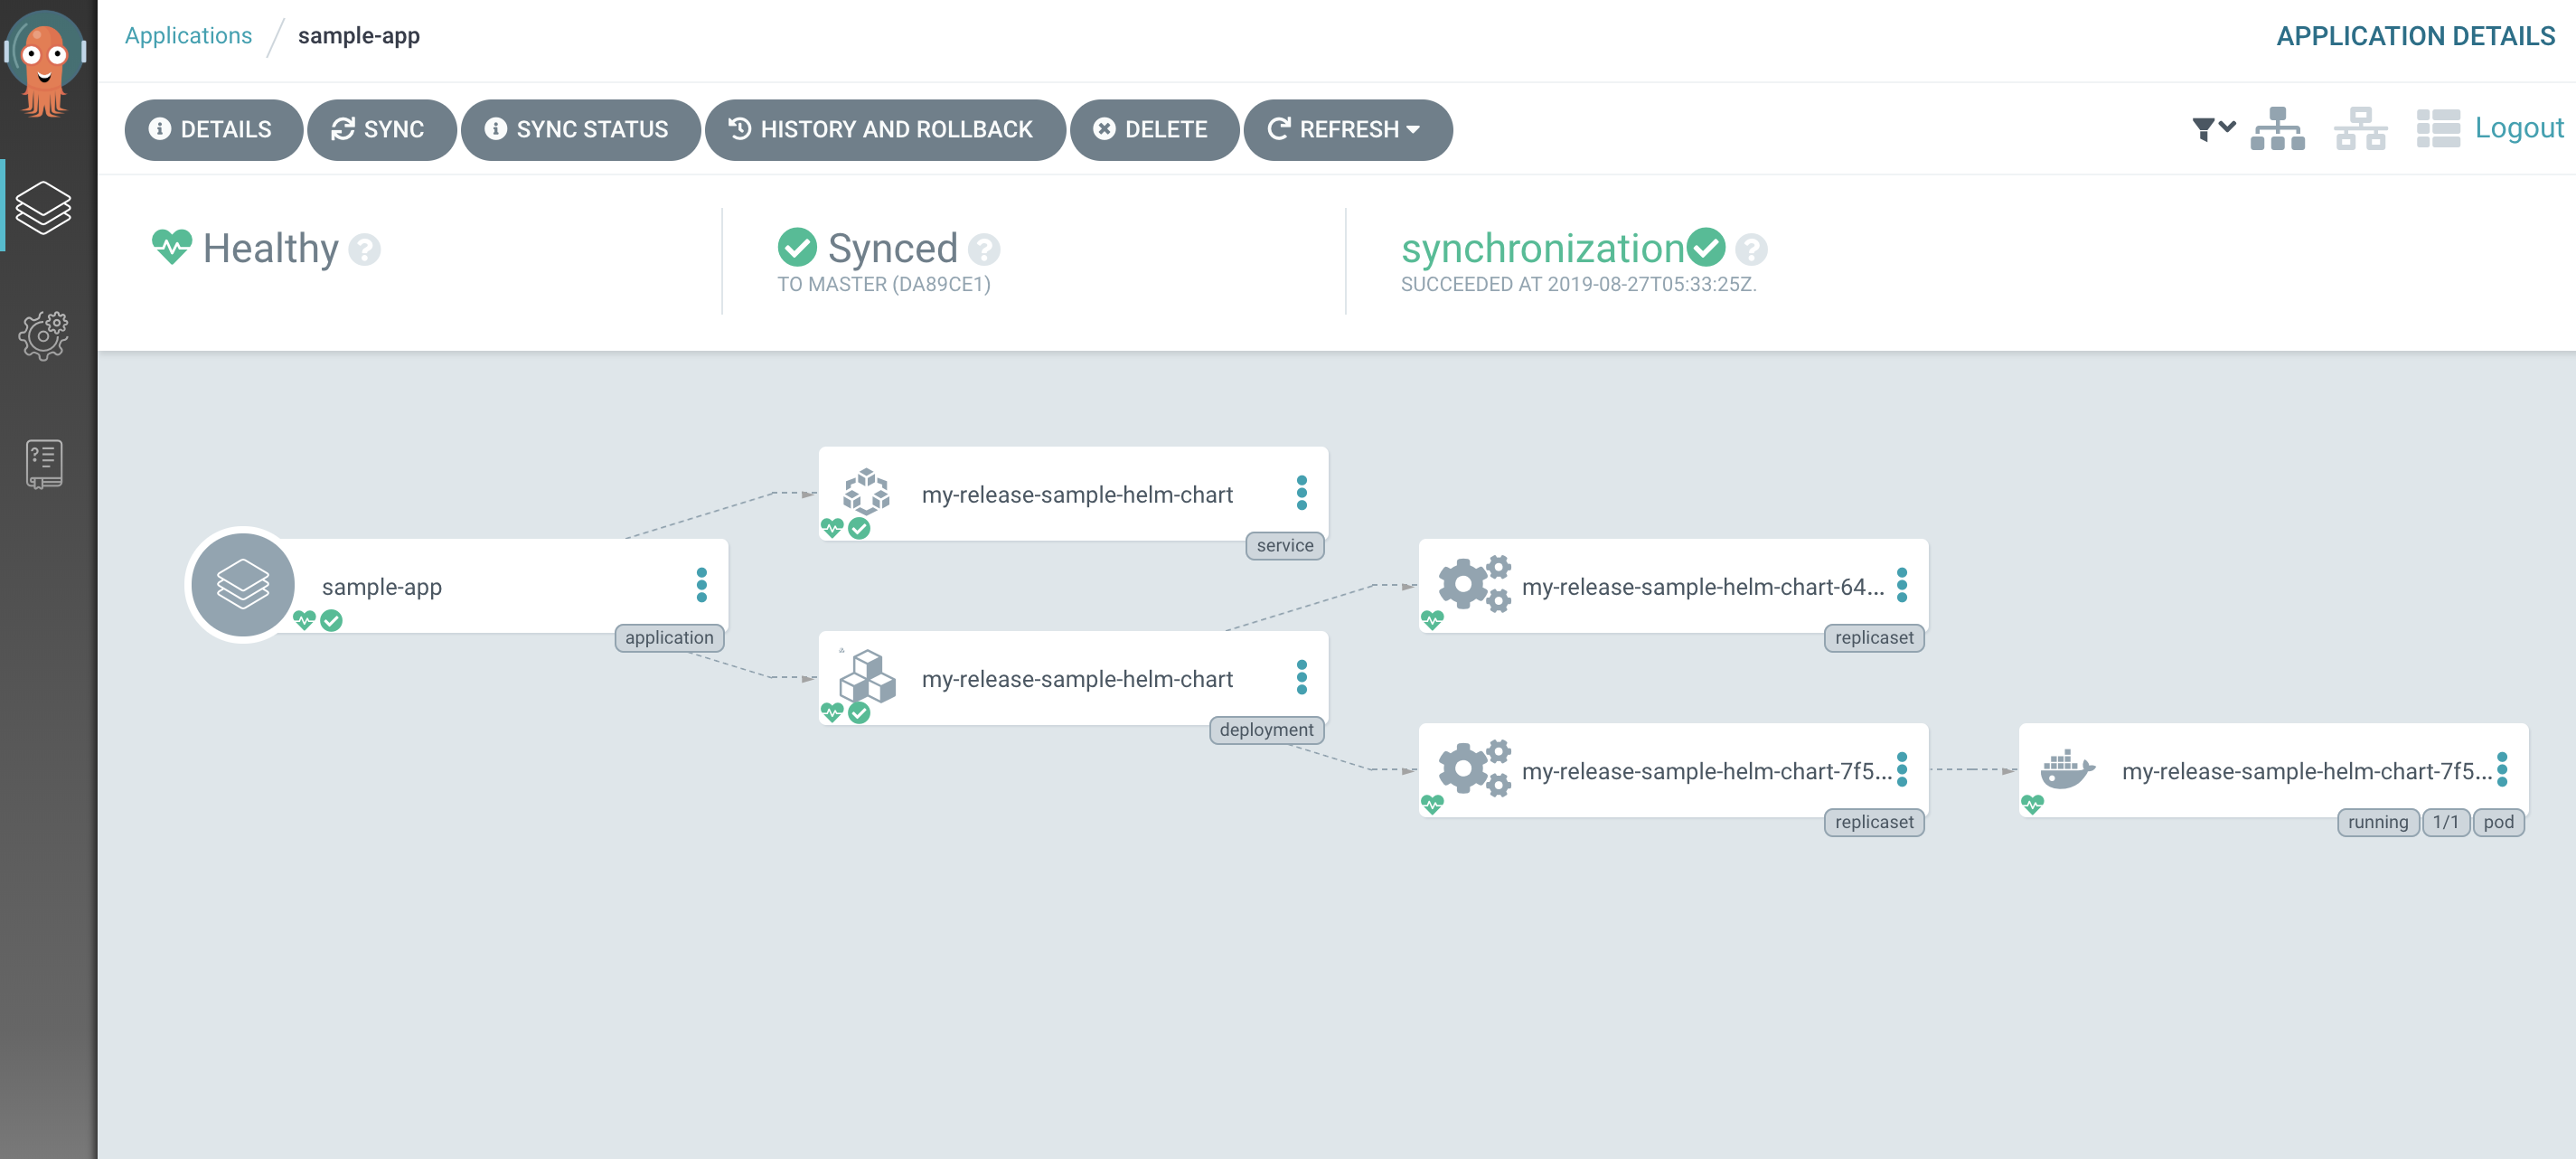 Applications / sample-app
APPLICATION DETAILS
DETAILS
SYNC
SYNC STATUS
HISTORY AND ROLLBACK
DELETE
REFRESH
Logout
Healthy
Synced
TO MASTER (DA89CE1)
synchronization
SUCCEEDED AT 2019-08-27T05:33:25Z.
sample-app
application
my-release-sample-helm-chart
service
my-release-sample-helm-chart
deployment
my-release-sample-helm-chart-64...
replicaset
my-release-sample-helm-chart-7f5...
replicaset
my-release-sample-helm-chart-7f5...
running
1/1
pod